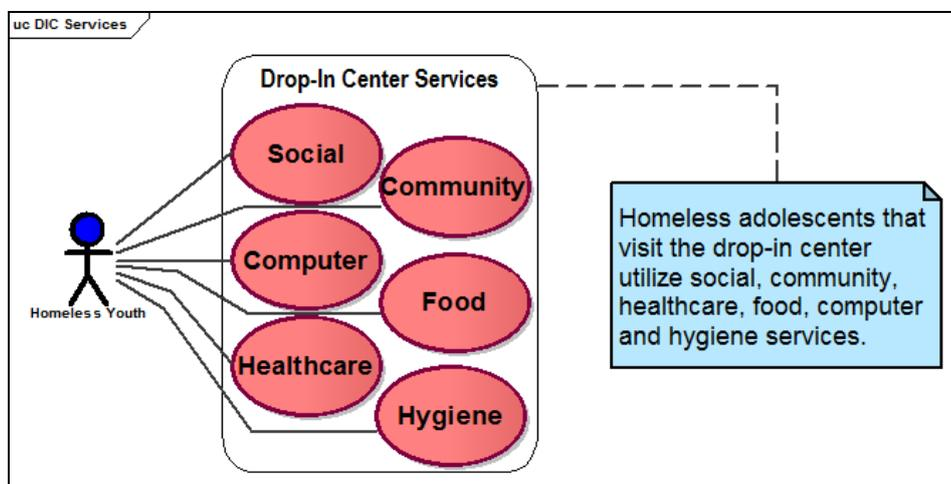 uc DIC Services
Drop-In Center Services
Social
Community
Computer
Food
Healthcare
Hygiene
Homeless Youth
Homeless adolescents that
visit the drop-in center
utilize social, community,
healthcare, food, computer
and hygiene services.